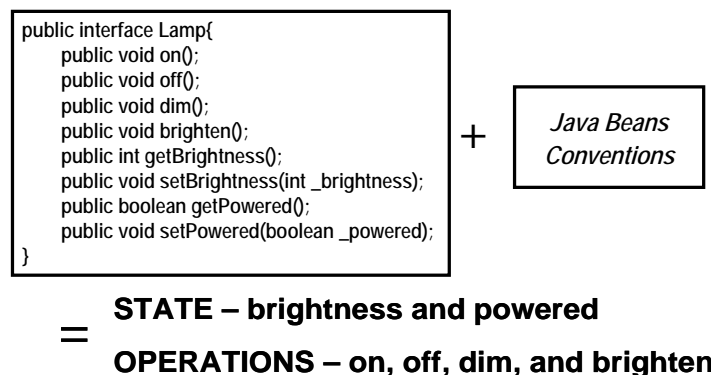 public interface Lamp{
public void on();
public void off();
public void dim();
public void brighten();
public int getBrightness();
public void setBrightness(int _brightness);
public boolean getPowered();
public void setPowered(boolean _powered);
}
+
Java Beans
Conventions
= STATE – brightness and powered
OPERATIONS – on, off, dim, and brighten